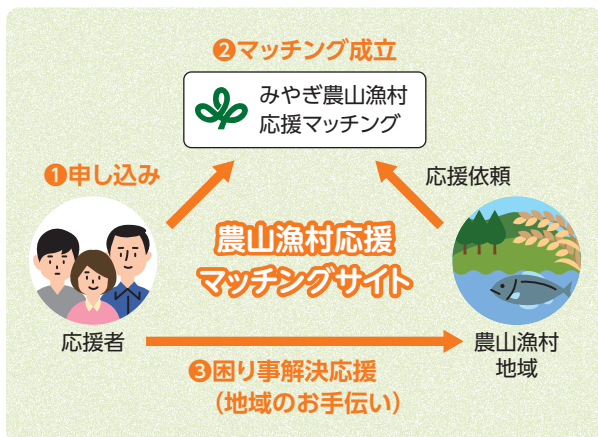 ❷マッチング成立
みやぎ農山漁村
応援マッチング
❶申し込み
応援依頼
農山漁村応援
マッチングサイト
応援者
農山漁村
地域
❸困り事解決応援
（地域のお手伝い）